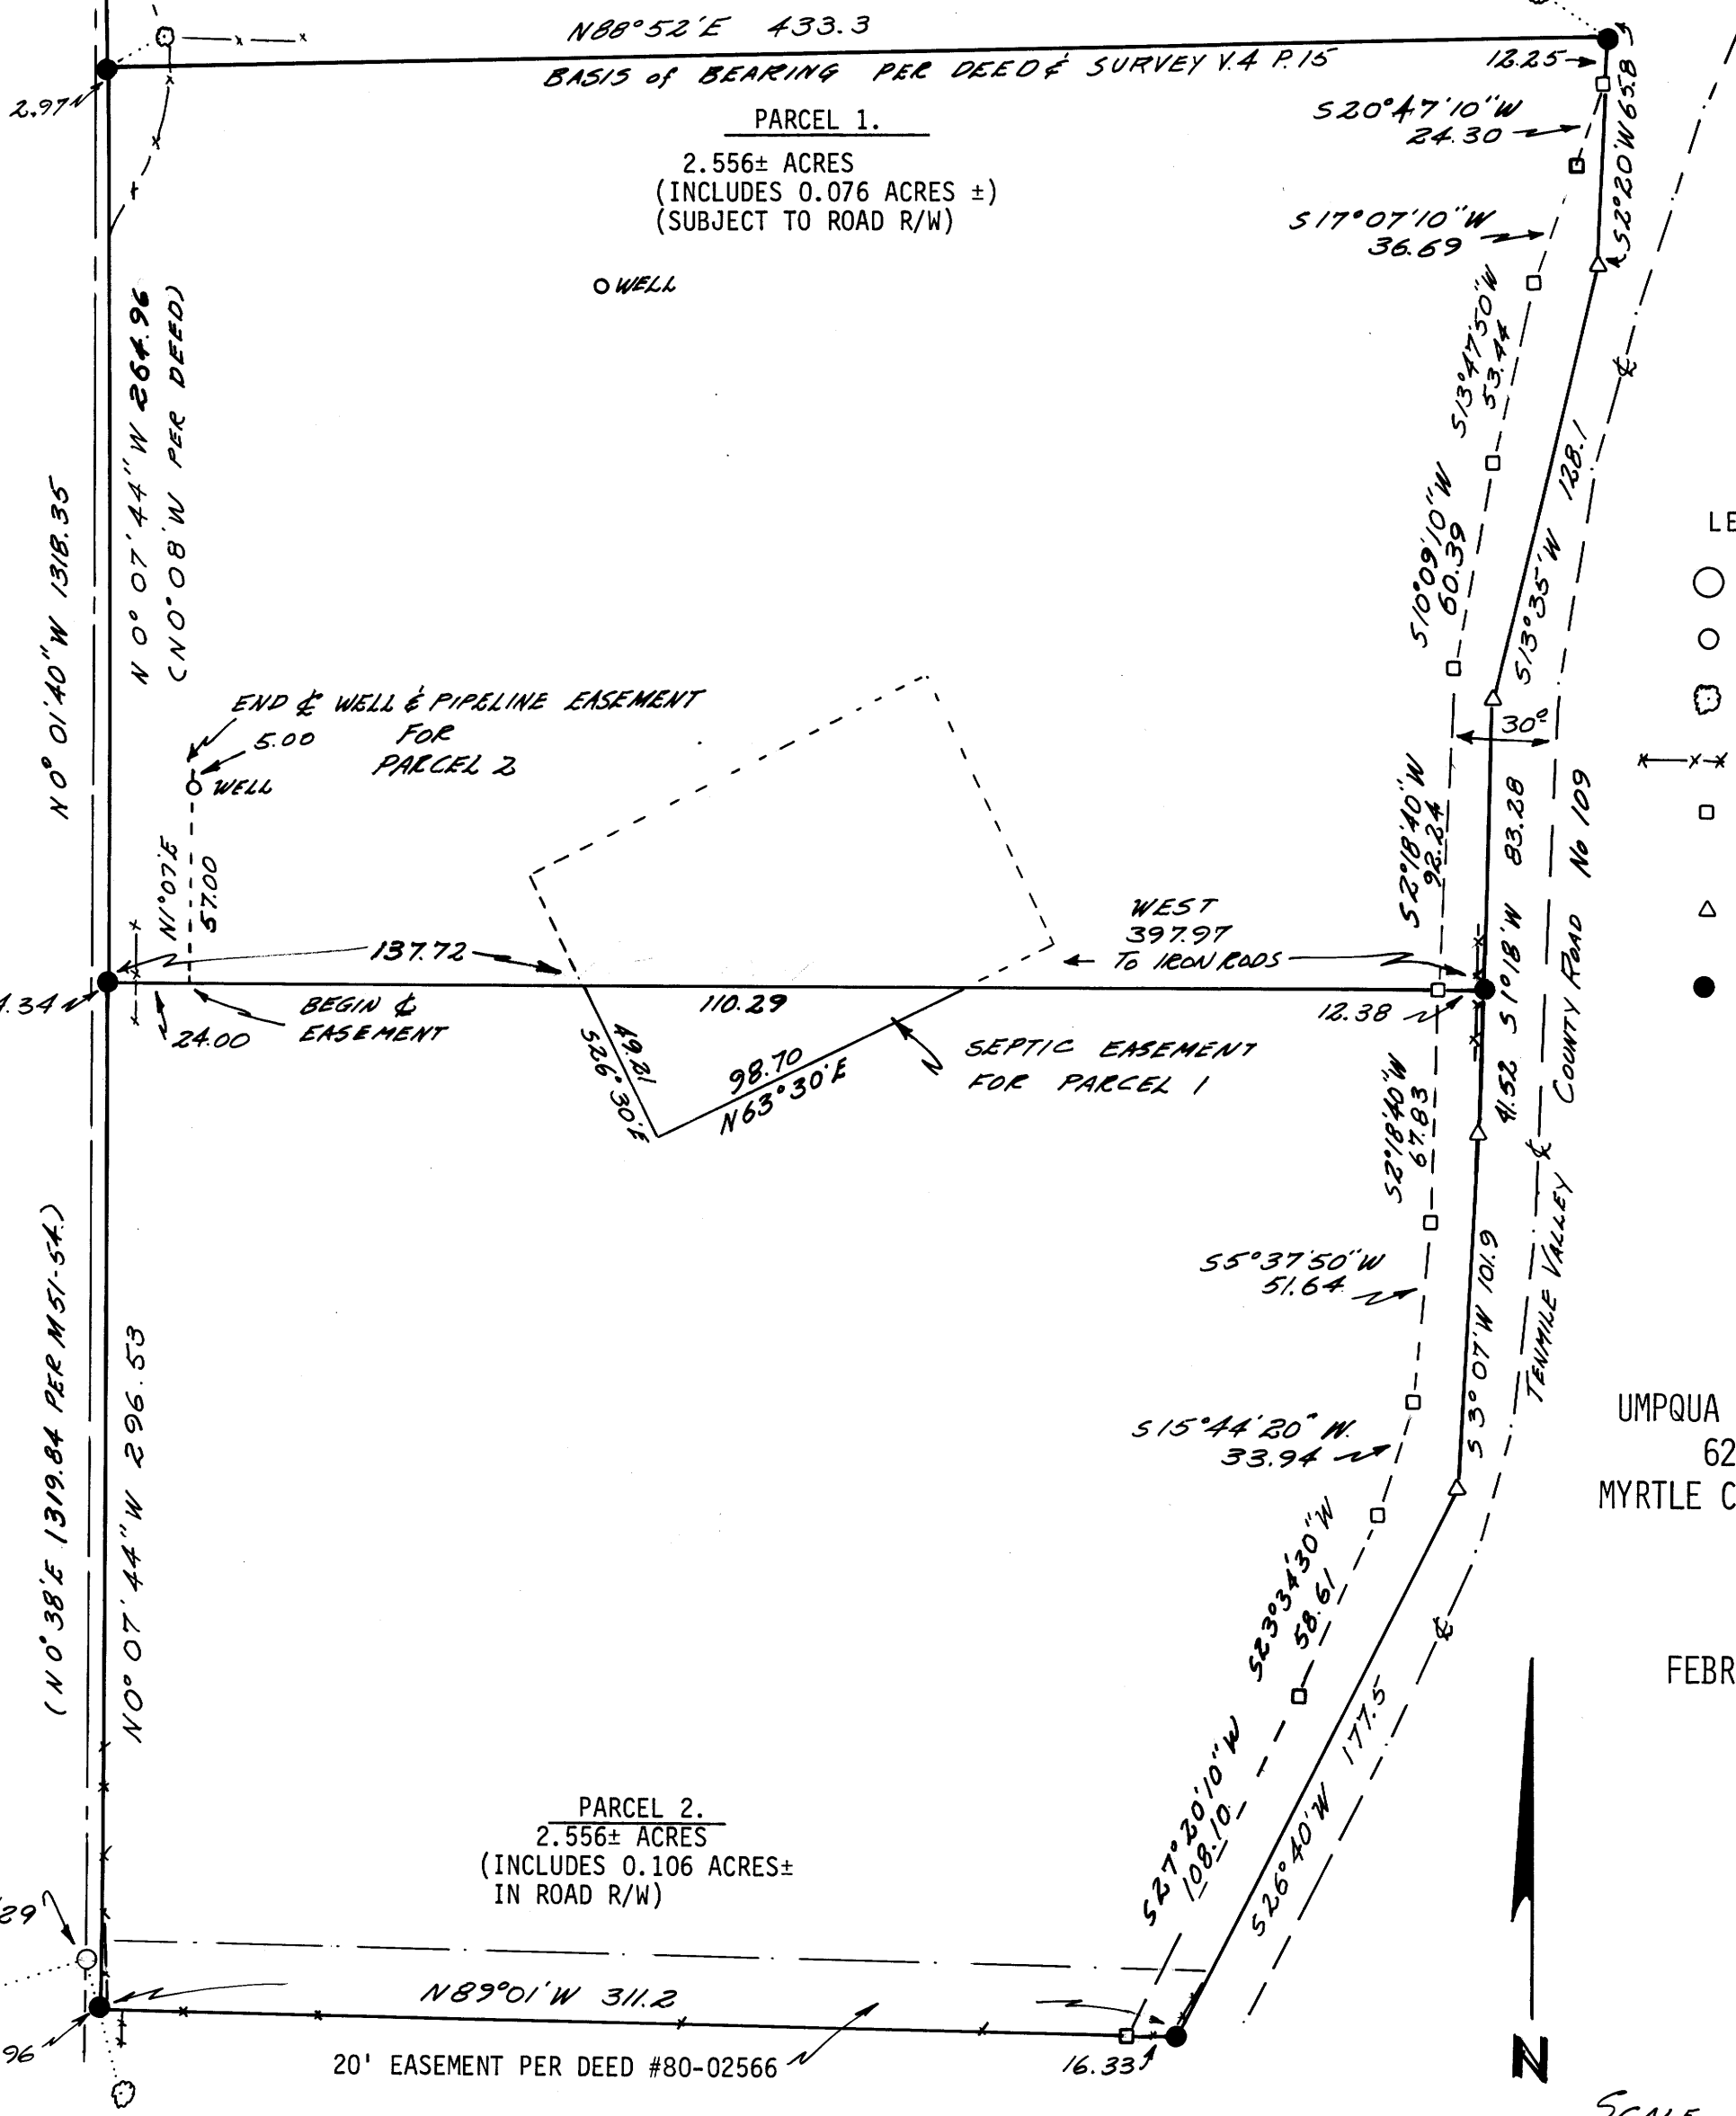 N88°52'E 433.3
BASIS of BEARING PER DEED & SURVEY V.4 P.15
12.25
2.97
PARCEL 1.
2.556± ACRES
(INCLUDES 0.076 ACRES ±)
(SUBJECT TO ROAD R/W)
S20°47'10"W
24.30
S2°20'W 65.83
S17°07'10"W
36.69
WELL
N0°07'44"W 264.96
(N0°08'W PER DEED)
S13°47'50"W
53.44
S13°35'W 128.1
S10°09'10"W
60.39
N0°01'40"W 1318.35
LE
END ℄ WELL & PIPELINE EASEMENT
5.00 FOR
PARCEL 2
WELL
N1°07'E
57.00
30º
S2°18'40"W
92.24
83.28
S1°18'W
41.52
WEST
397.97
TO IRON RODS
137.72
110.29
12.38
.34
24.00
BEGIN ℄
EASEMENT
49.21
S26°30'E
98.70
N63°30'E
SEPTIC EASEMENT
FOR PARCEL 1
TENMILE VALLEY ℄ COUNTY ROAD No 109
S2°18'40"W
67.83
S5°37'50"W
51.64
S3°07'W 101.9
(N0°38'E 1319.84 PER M51-54)
N0°07'44"W 296.53
S15°44'20"W.
33.94
UMPQUA
62
MYRTLE C
S23°34'30"W
58.61
FEBR
S27°20'10"W
108.10
S26°40'W 177.5
PARCEL 2.
2.556± ACRES
(INCLUDES 0.106 ACRES±
IN ROAD R/W)
29
N89°01'W 311.2
96
20' EASEMENT PER DEED #80-02566
16.33
N
SCALE